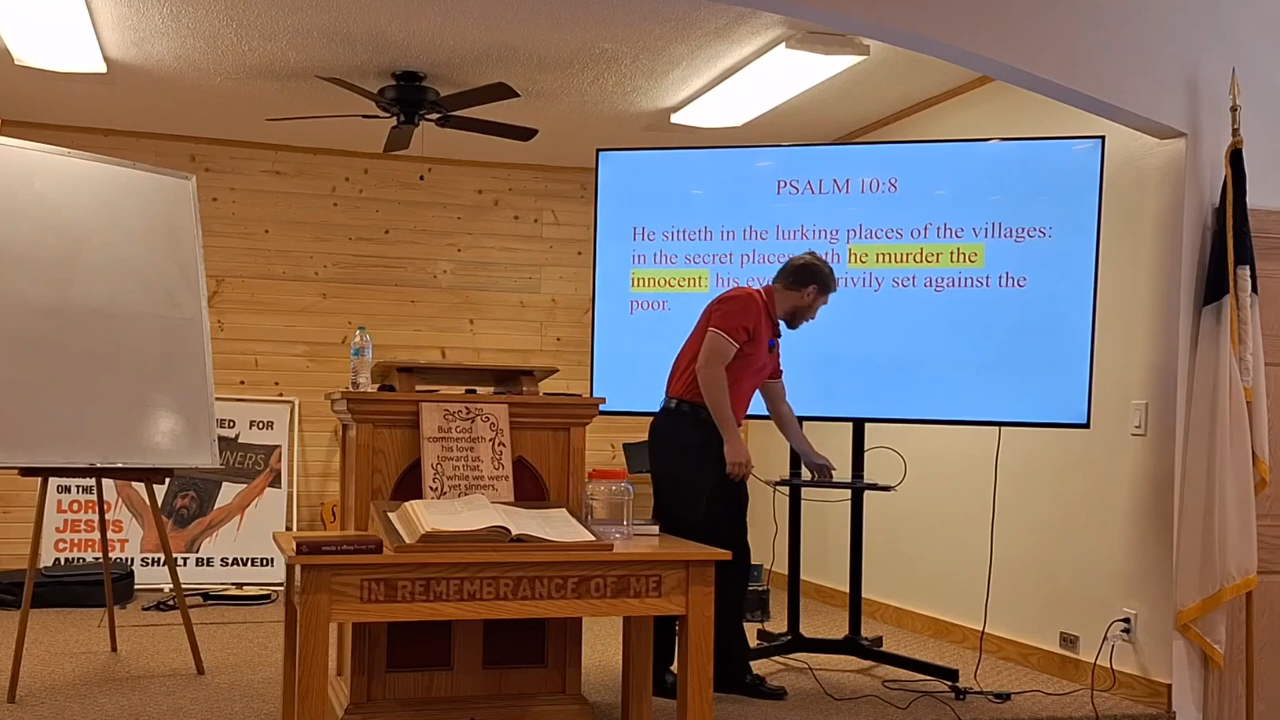 PSALM 10:8
He sitteth in the lurking places of the villages:
in the secret places he murder the
innocent: his set against the
poor.
FOR
ON THE
LORD
JESUS
CHRIST
AND THOU SHALT BE SAVED!
But God
commendeth
his love
toward us,
in that,
while we were
yet sinners,
IN REMEMBRANCE OF ME